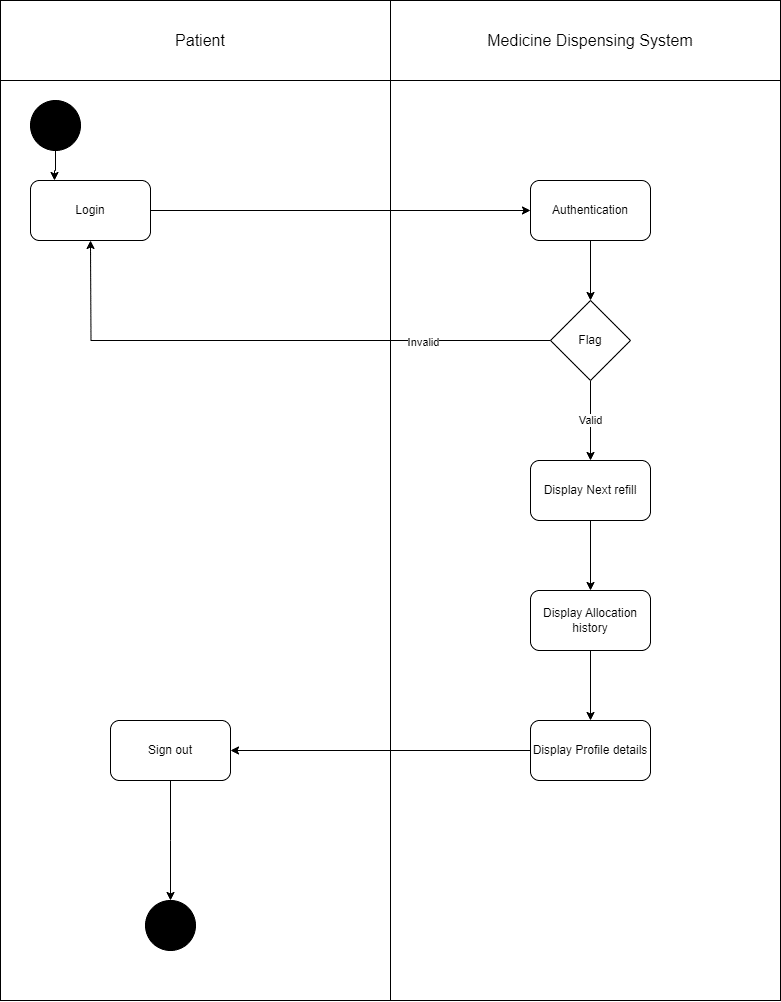 Patient
Medicine Dispensing System
Login
Authentication
Flag
Invalid
Valid
Display Next refill
Display Allocation
history
Sign out
Display Profile details